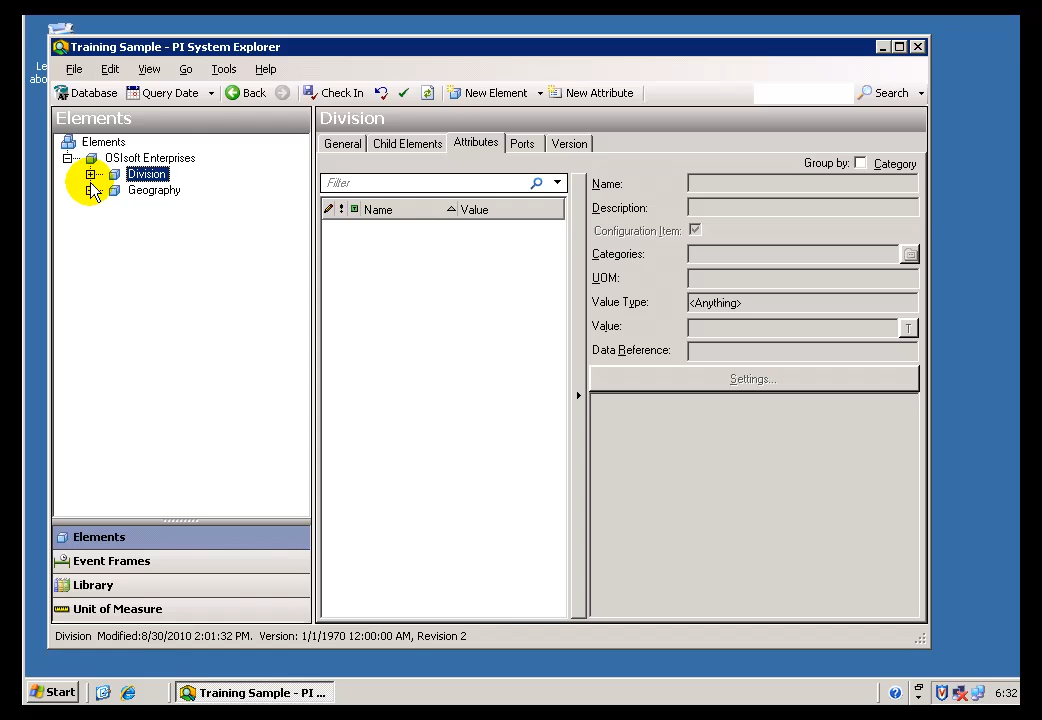 Le
abo
Training Sample - PI System Explorer
File Edit View Go Tools Help
Database Query Date Back Check In New Element New Attribute Search
Elements
Division
Elements
OSIsoft Enterprises
Division
Geography
General Child Elements Attributes Ports Version
Group by: Category
Filter
Name Value
Name:
Description:
Configuration Item:
Categories:
UOM:
Value Type: <Anything>
Value:
Data Reference:
Settings...
Elements
Event Frames
Library
Unit of Measure
Division Modified:8/30/2010 2:01:32 PM. Version: 1/1/1970 12:00:00 AM, Revision 2
Start Training Sample - PI ... 6:32